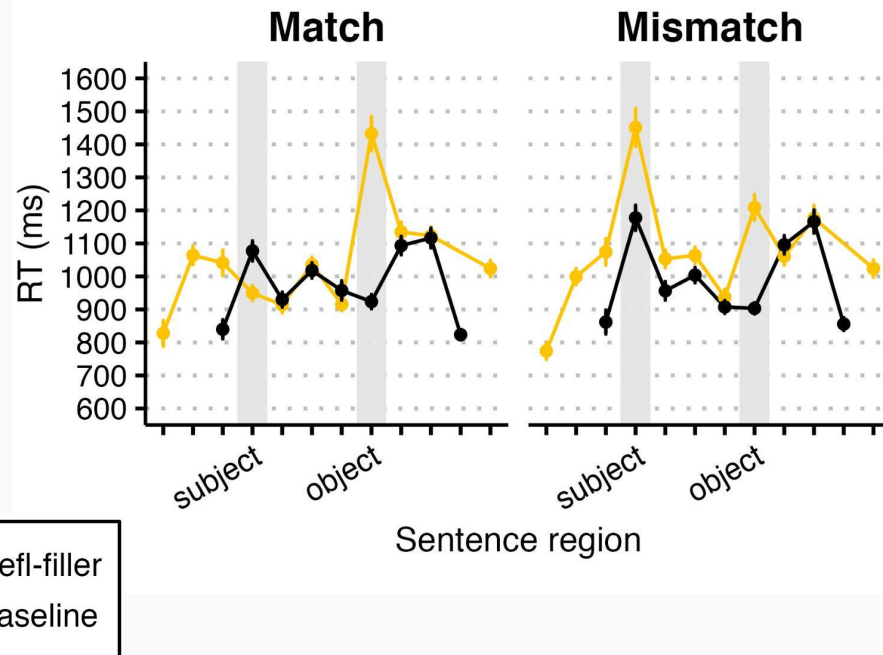 Match
Mismatch
1600
1500
1400
1300
1200
1100
1000
900
800
700
600
RT (ms)
subject
object
subject
object
Sentence region
efl-filler
aseline